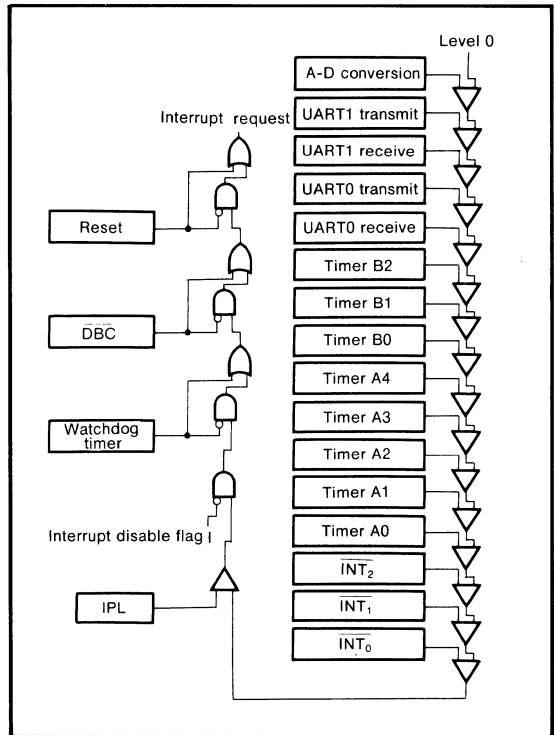 Level 0
A-D conversion
UART1 transmit
UART1 receive
UART0 transmit
UART0 receive
Timer B2
Timer B1
Timer B0
Timer A4
Timer A3
Timer A2
Timer A1
Timer A0
INT₂
INT₁
INT₀
Interrupt request
Reset
DBC
Watchdog
timer
Interrupt disable flag I
IPL